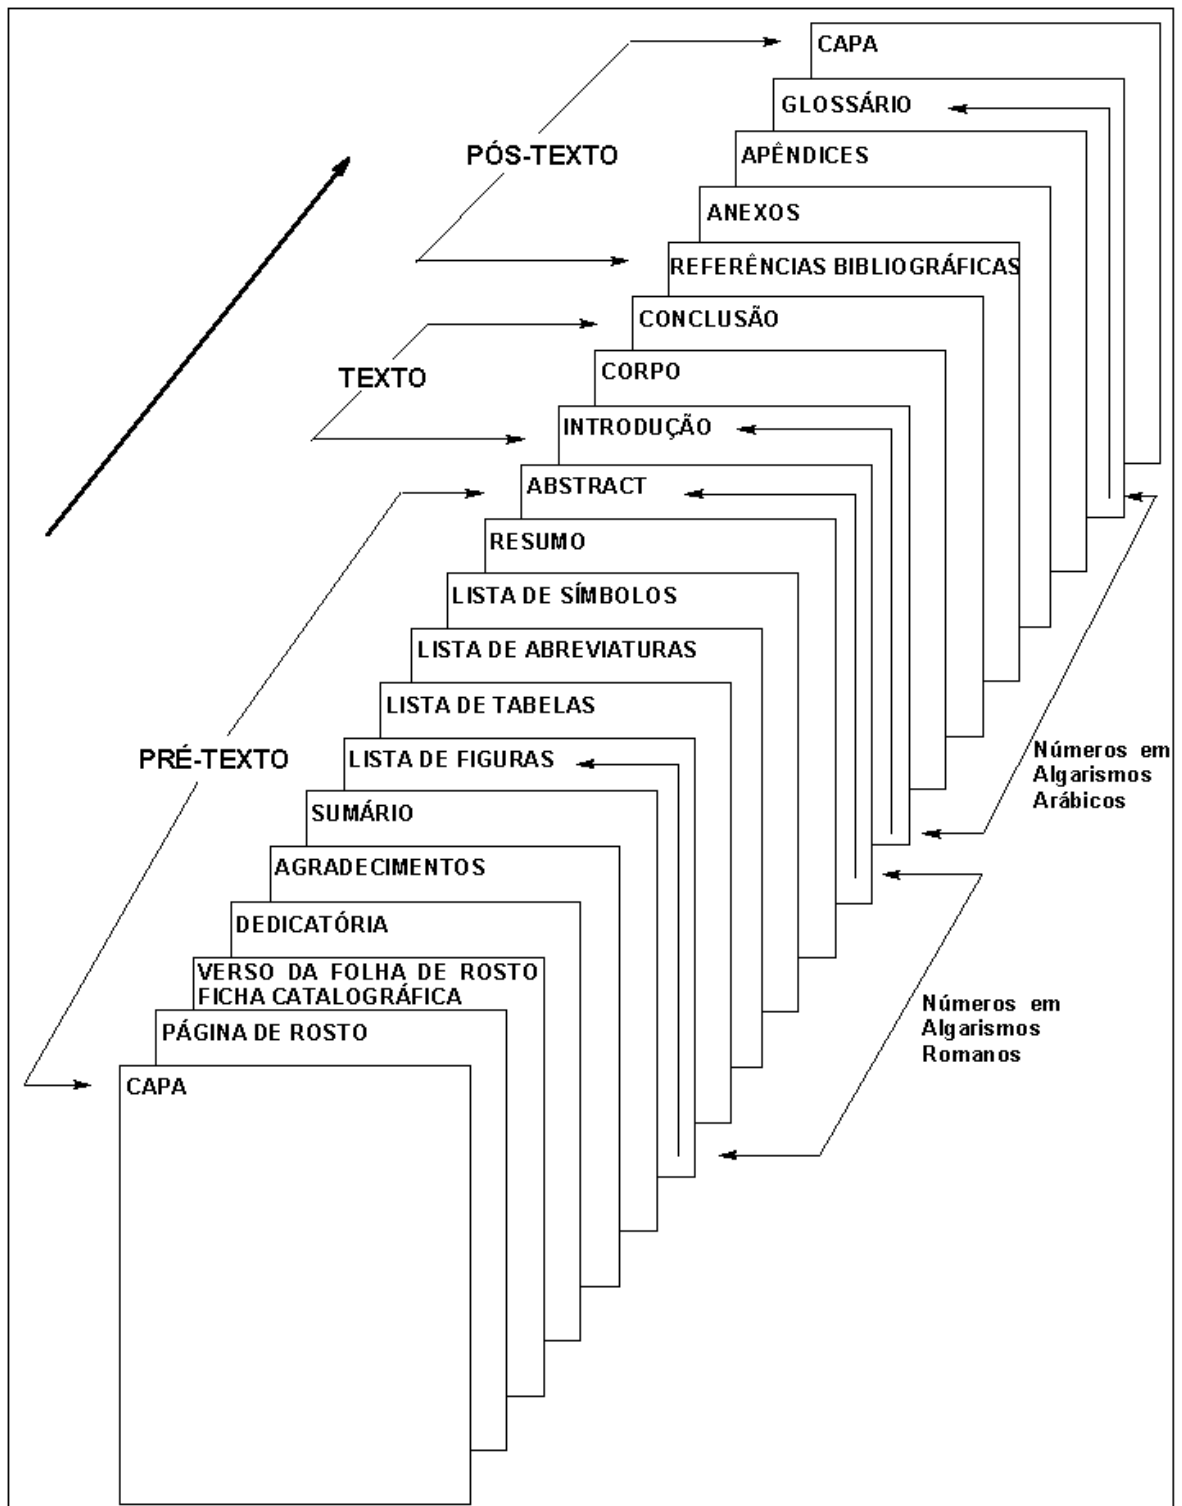 CAPA
GLOSSÁRIO
PÓS-TEXTO
APÊNDICES
ANEXOS
REFERÊNCIAS BIBLIOGRÁFICAS
CONCLUSÃO
TEXTO
CORPO
INTRODUÇÃO
ABSTRACT
RESUMO
LISTA DE SÍMBOLOS
LISTA DE ABREVIATURAS
LISTA DE TABELAS
PRÉ-TEXTO
LISTA DE FIGURAS
Números em
Algarismos
Arábicos
SUMÁRIO
AGRADECIMENTOS
DEDICATÓRIA
VERSO DA FOLHA DE ROSTO
FICHA CATALOGRÁFICA
Números em
Algarismos
Romanos
PÁGINA DE ROSTO
CAPA